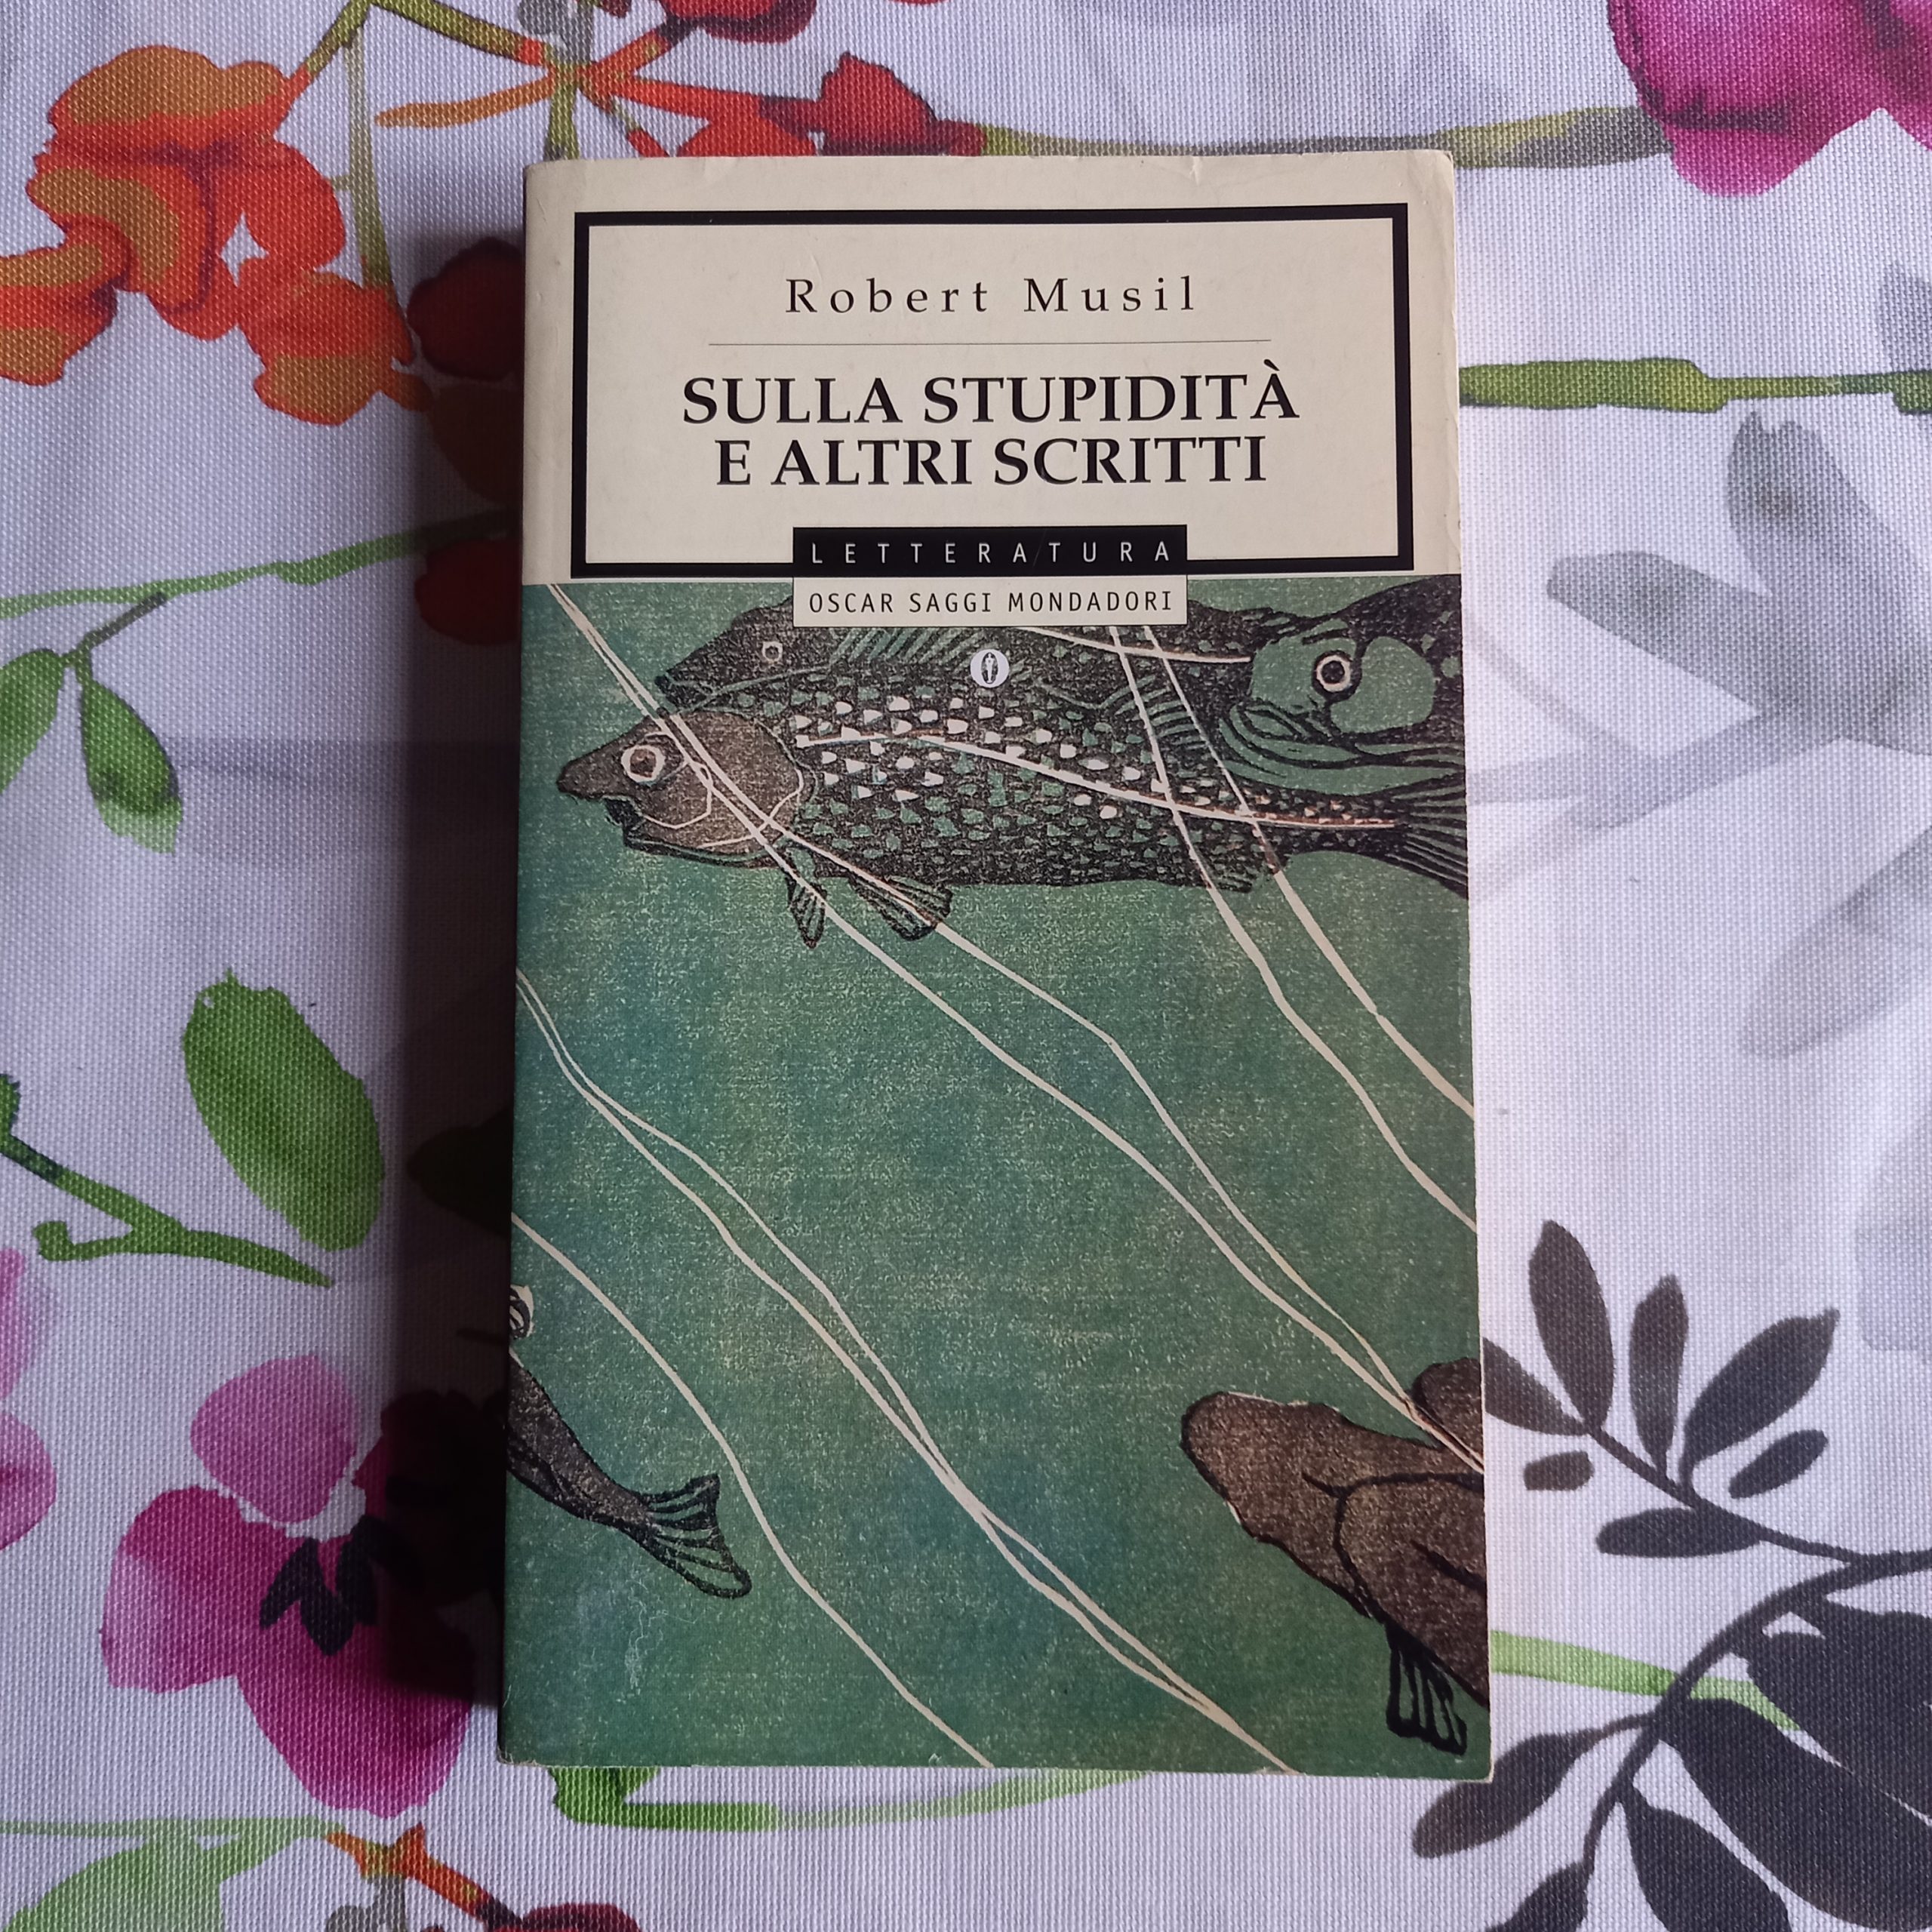 Robert Musil
SULLA STUPIDITÀ
E ALTRI SCRITTI
LETTERATURA
OSCAR SAGGI MONDADORI